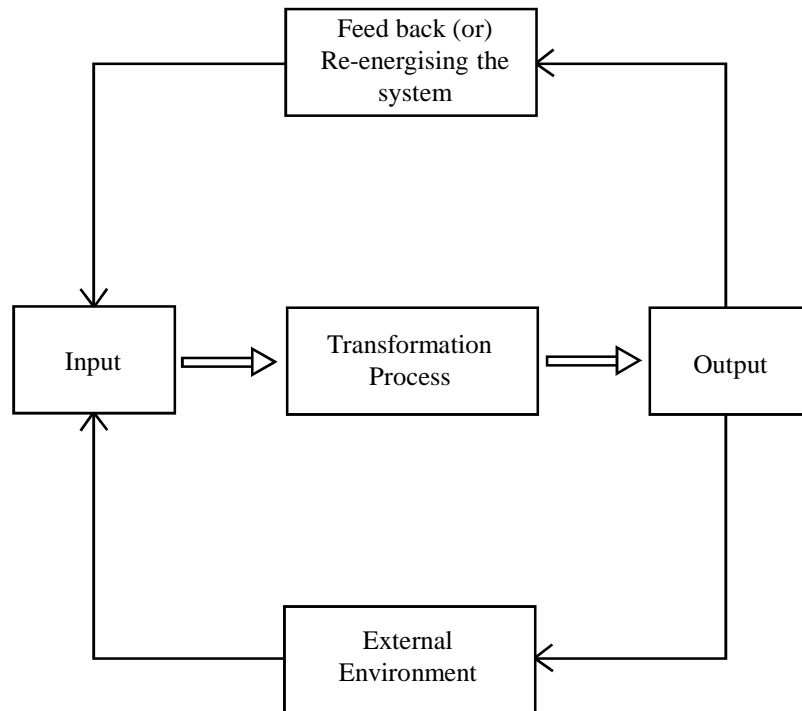 Feed back (or)
Re-energising the
system
Input
Transformation
Process
Output
External
Environment